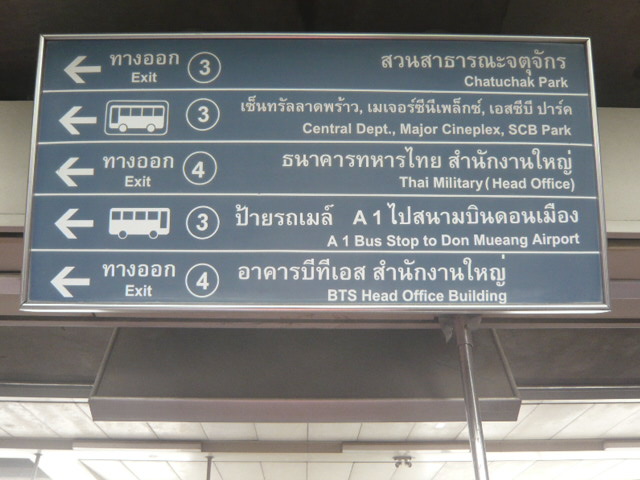 ทางออก 3 สวนสาธารณะจตุจักร
Exit Chatuchak Park
3 เซ็นทรัลลาดพร้าว, เมเจอร์ซีนีเพล็กซ์, เอสซีบี ปาร์ค
Central Dept., Major Cineplex, SCB Park
ทางออก 4 ธนาคารทหารไทย สำนักงานใหญ่
Exit Thai Military(Head Office)
3 ป้ายรถเมล์ A 1 ไปสนามบินดอนเมือง
A 1 Bus Stop to Don Mueang Airport
ทางออก 4 อาคารบีทีเอส สำนักงานใหญ่
Exit BTS Head Office Building